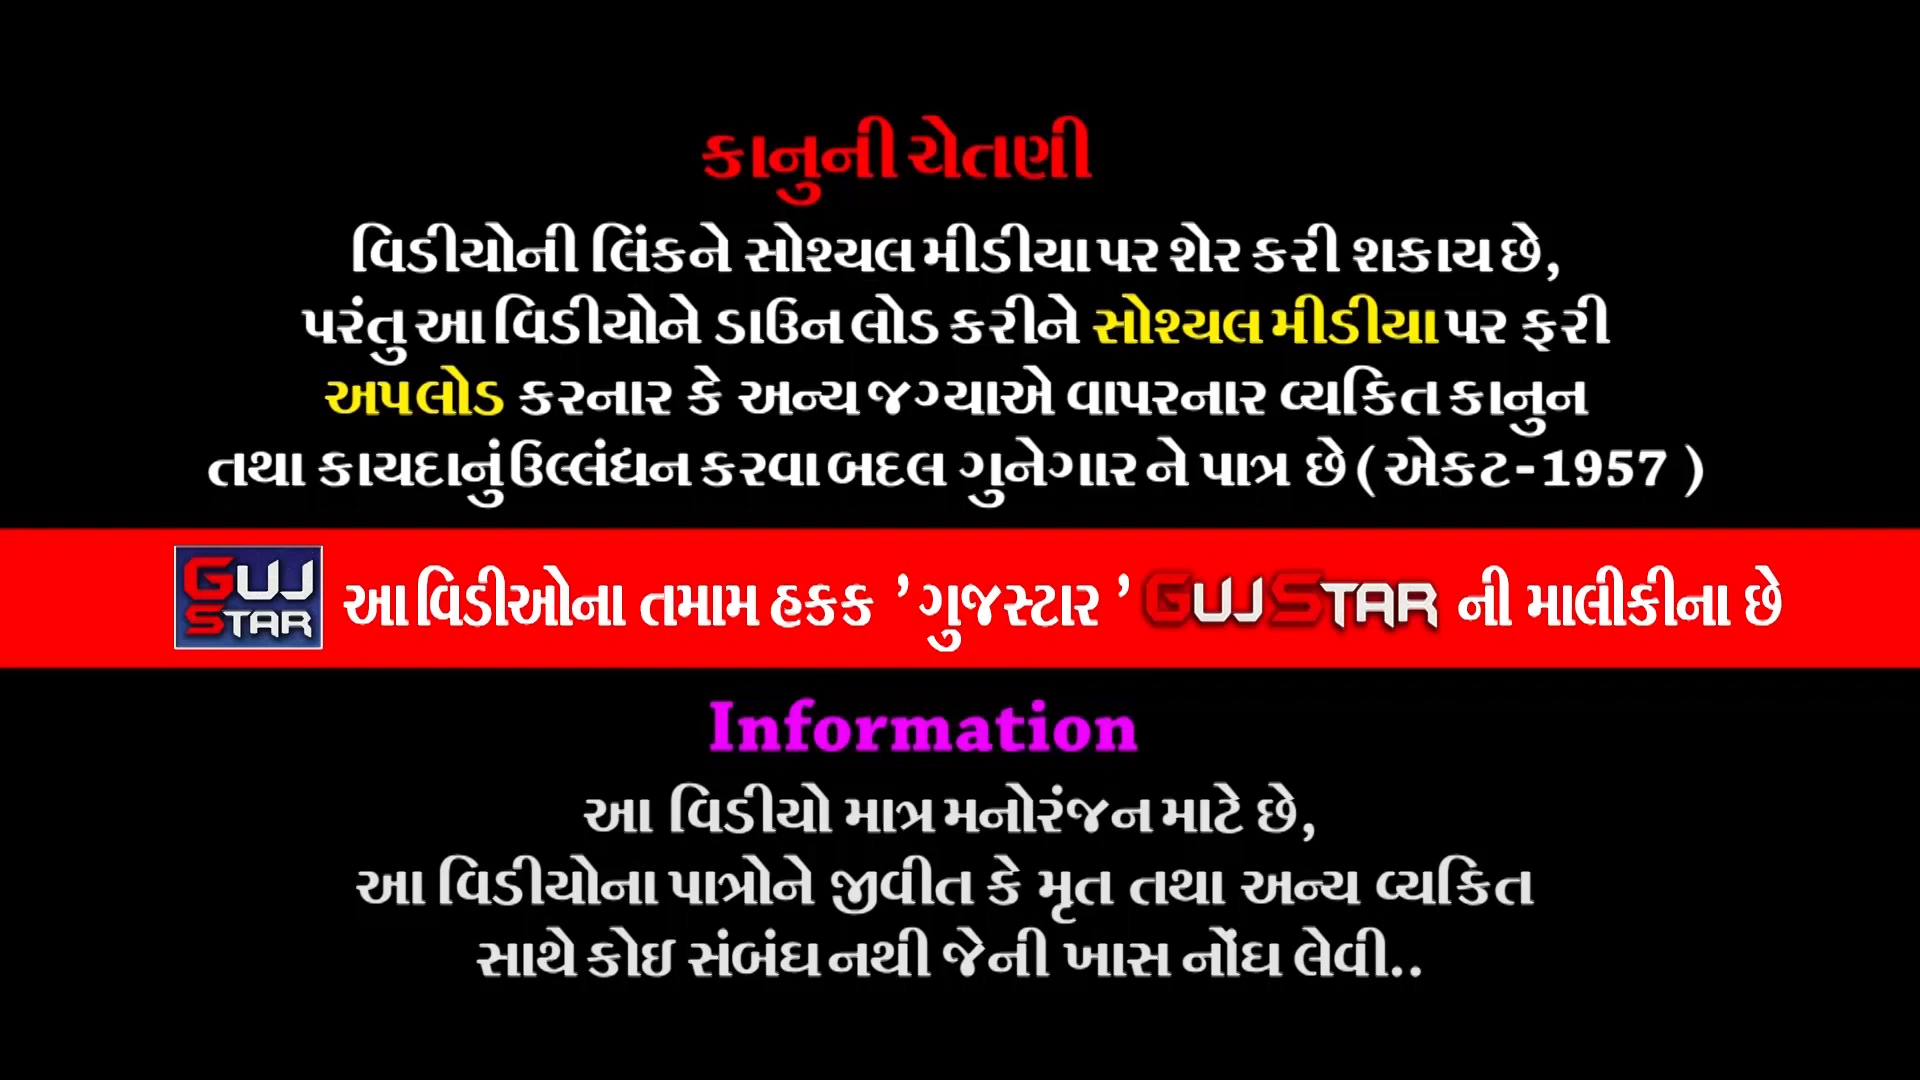 કાનુની ચેતણી
વિડીયોની લિંકને સોશ્યલ મીડીયા પર શેર કરી શકાય છે,
પરંતુ આ વિડીયોને ડાઉન લોડ કરીને સોશ્યલ મીડીયા પર ફરી
અપલોડ કરનાર કે અન્ય જગ્યાએ વાપરનાર વ્યકિત કાનુન
તથા કાયદાનું ઉલ્લંઘન કરવા બદલ ગુનેગાર ને પાત્ર છે ( એકટ-1957 )
GUJ STAR આ વિડીઓના તમામ હકક ' ગુજસ્ટાર ' GUJ STAR ની માલીકીના છે
Information
આ વિડીયો માત્ર મનોરંજન માટે છે,
આ વિડીયોના પાત્રોને જીવીત કે મૃત તથા અન્ય વ્યકિત
સાથે કોઇ સંબંઘ નથી જેની ખાસ નોંઘ લેવી..